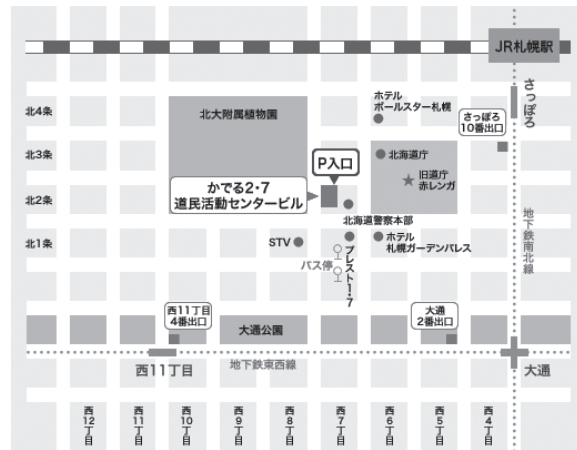 JR札幌駅
さっぽろ
ホテル
ポールスター札幌
北4条
北大附属植物園
さっぽろ
10番出口
北3条
P入口
北海道庁
旧道庁
赤レンガ
かでる2・7
道民活動センタービル
北2条
北海道警察本部
北1条
STV
ホテル
札幌ガーデンパレス
バス停
プレスト1・7
地下鉄南北線
西11丁目
4番出口
大通公園
大通
2番出口
西11丁目
地下鉄東西線
大通
西12丁目
西11丁目
西10丁目
西9丁目
西8丁目
西7丁目
西6丁目
西5丁目
西4丁目